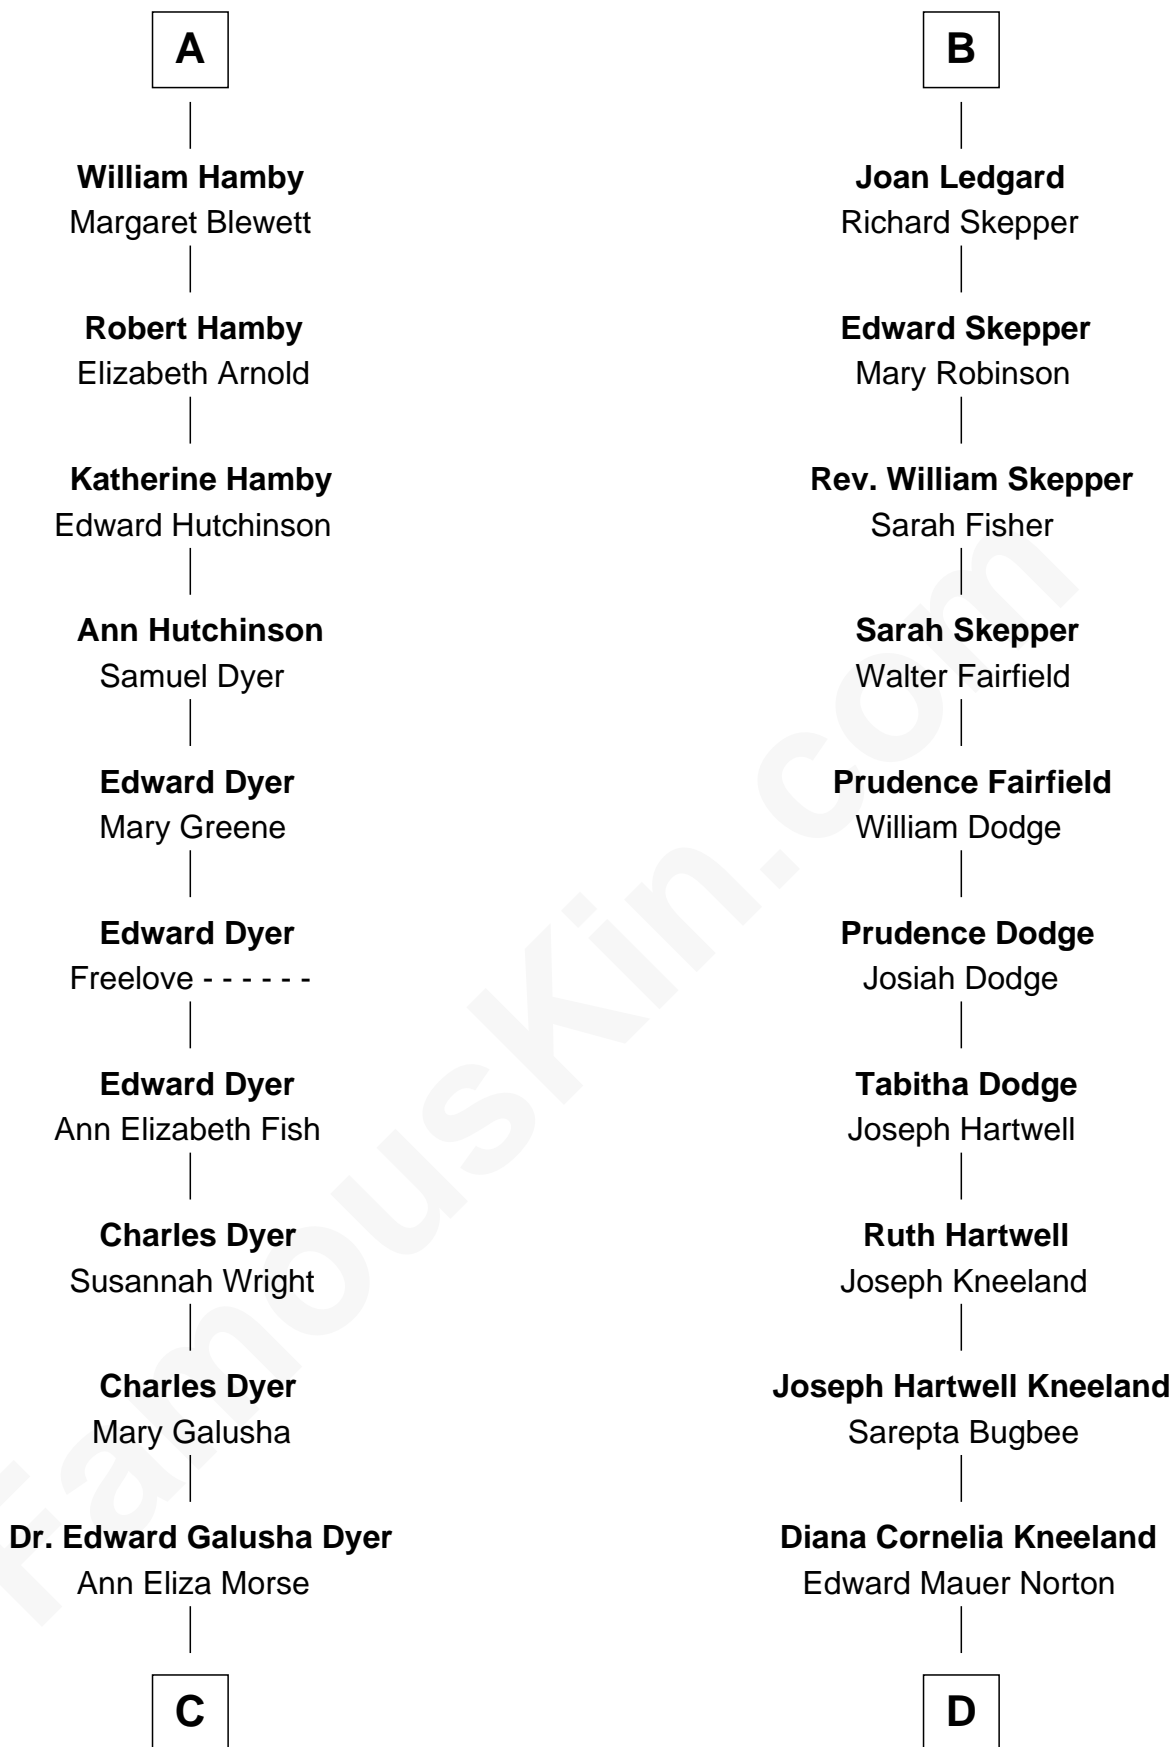 A
William Hamby
Margaret Blewett
Robert Hamby
Elizabeth Arnold
Katherine Hamby
Edward Hutchinson
Ann Hutchinson
Samuel Dyer
Edward Dyer
Mary Greene
Edward Dyer
Freelove - - - - - -
Edward Dyer
Ann Elizabeth Fish
Charles Dyer
Susannah Wright
Charles Dyer
Mary Galusha
Dr. Edward Galusha Dyer
Ann Eliza Morse
C
B
Joan Ledgard
Richard Skepper
Edward Skepper
Mary Robinson
Rev. William Skepper
Sarah Fisher
Sarah Skepper
Walter Fairfield
Prudence Fairfield
William Dodge
Prudence Dodge
Josiah Dodge
Tabitha Dodge
Joseph Hartwell
Ruth Hartwell
Joseph Kneeland
Joseph Hartwell Kneeland
Sarepta Bugbee
Diana Cornelia Kneeland
Edward Mauer Norton
D
FamousKin.com